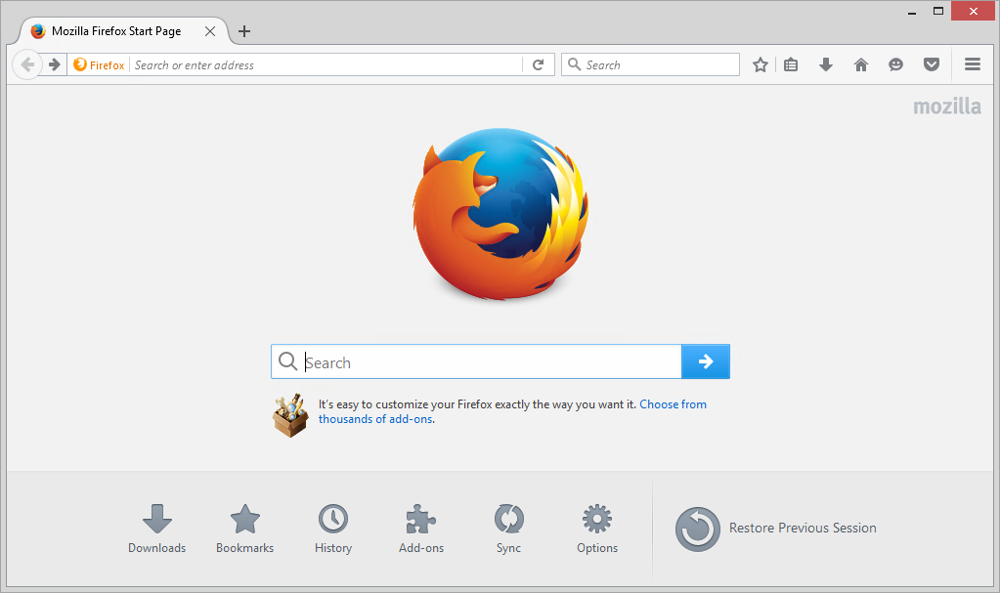 Mozilla Firefox Start Page
Firefox Search or enter address Search
mozilla
Search
It's easy to customize your Firefox exactly the way you want it. Choose from
thousands of add-ons.
Downloads Bookmarks History Add-ons Sync Options Restore Previous Session